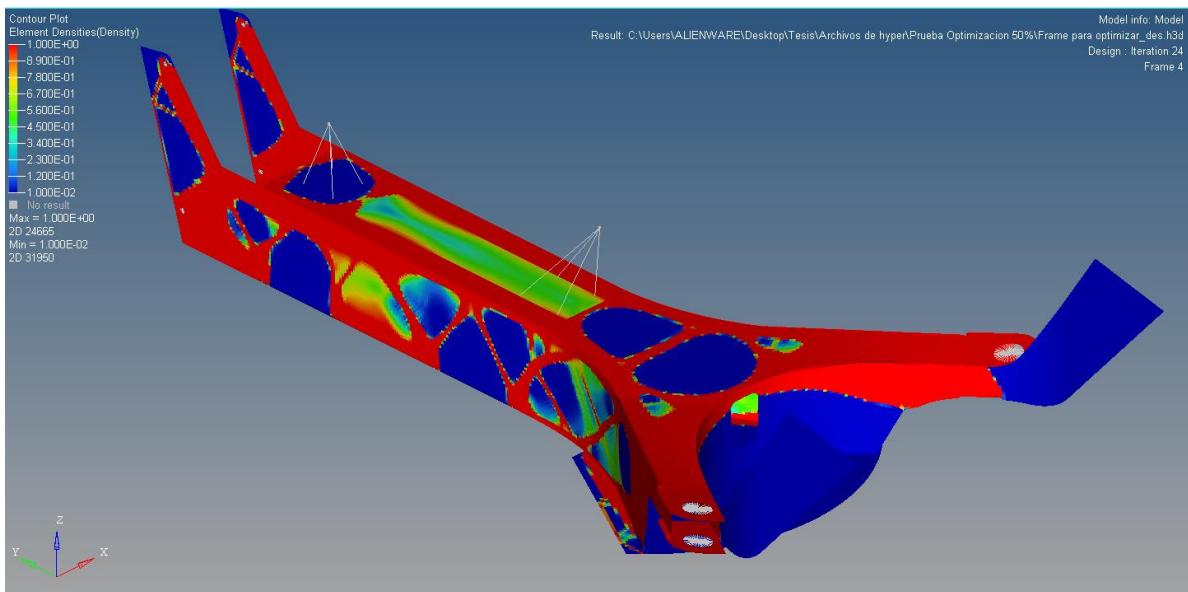 Contour Plot
Element Densities(Density)
1.000E+00
8.900E-01
7.800E-01
6.700E-01
5.600E-01
4.500E-01
3.400E-01
2.300E-01
1.200E-01
1.000E-02
No result
Max = 1.000E+00
2D 24665
Min = 1.000E-02
2D 31950
Model info: Model
Result: C:\Users\ALIENWARE\Desktop\Tesis\Archivos de hyper\Prueba Optimizacion 50%\Frame para optimizar_des.h3d
Design : Iteration 24
Frame 4
Z
Y
X